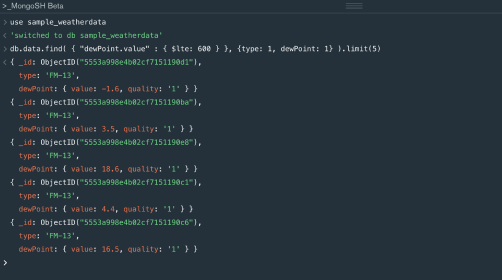 >_MongoSH Beta
> use sample_weatherdata
< 'switched to db sample_weatherdata'
> db.data.find( { "dewPoint.value" : { $lte: 600 } }, {type: 1, dewPoint: 1} ).limit(5)
< { _id: ObjectID("5553a998e4b02cf7151190d1"),
type: 'FM-13',
dewPoint: { value: -1.6, quality: '1' } }
{ _id: ObjectID("5553a998e4b02cf7151190ba"),
type: 'FM-13',
dewPoint: { value: 3.5, quality: '1' } }
{ _id: ObjectID("5553a998e4b02cf7151190e8"),
type: 'FM-13',
dewPoint: { value: 18.6, quality: '1' } }
{ _id: ObjectID("5553a998e4b02cf7151190c1"),
type: 'FM-13',
dewPoint: { value: 4.4, quality: '1' } }
{ _id: ObjectID("5553a998e4b02cf7151190c6"),
type: 'FM-13',
dewPoint: { value: 16.5, quality: '1' } }
>